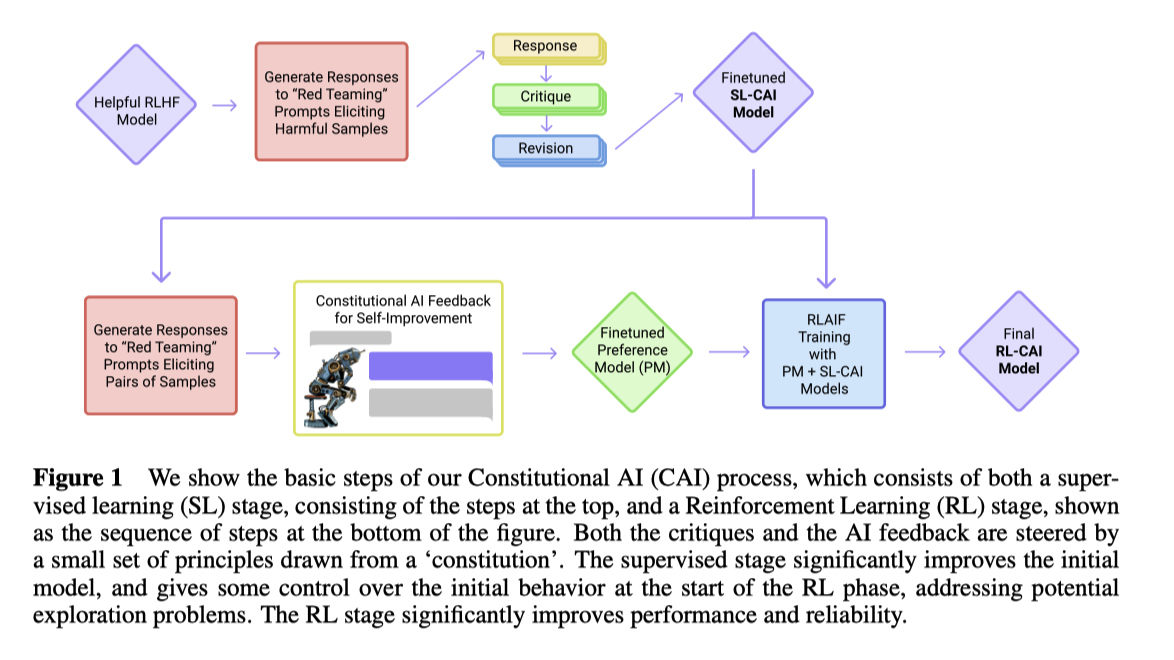 Helpful RLHF
Model
Generate Responses
to “Red Teaming”
Prompts Eliciting
Harmful Samples
Response
Critique
Revision
Finetuned
SL-CAI
Model
Generate Responses
to “Red Teaming”
Prompts Eliciting
Pairs of Samples
Constitutional AI Feedback
for Self-Improvement
Finetuned
Preference
Model (PM)
RLAIF
Training
with
PM + SL-CAI
Models
Final
RL-CAI
Model
Figure 1 We show the basic steps of our Constitutional AI (CAI) process, which consists of both a super-
vised learning (SL) stage, consisting of the steps at the top, and a Reinforcement Learning (RL) stage, shown
as the sequence of steps at the bottom of the figure. Both the critiques and the AI feedback are steered by
a small set of principles drawn from a ‘constitution’. The supervised stage significantly improves the initial
model, and gives some control over the initial behavior at the start of the RL phase, addressing potential
exploration problems. The RL stage significantly improves performance and reliability.